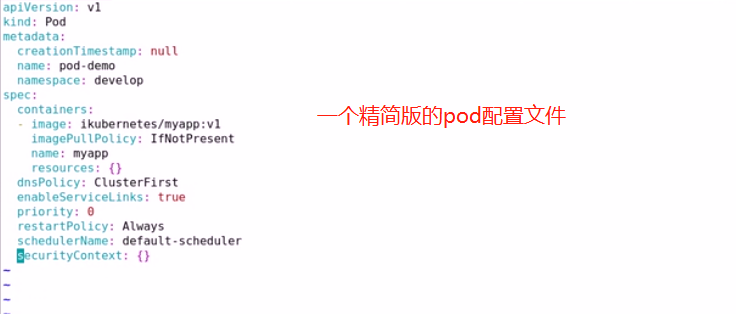 apiVersion: v1
kind: Pod
metadata:
  creationTimestamp: null
  name: pod-demo
  namespace: develop
spec:
  containers:
  - image: ikubernetes/myapp:v1
    imagePullPolicy: IfNotPresent
    name: myapp
    resources: {}
  dnsPolicy: ClusterFirst
  enableServiceLinks: true
  priority: 0
  restartPolicy: Always
  schedulerName: default-scheduler
  securityContext: {}
~
~
~
~
一个精简版的pod配置文件